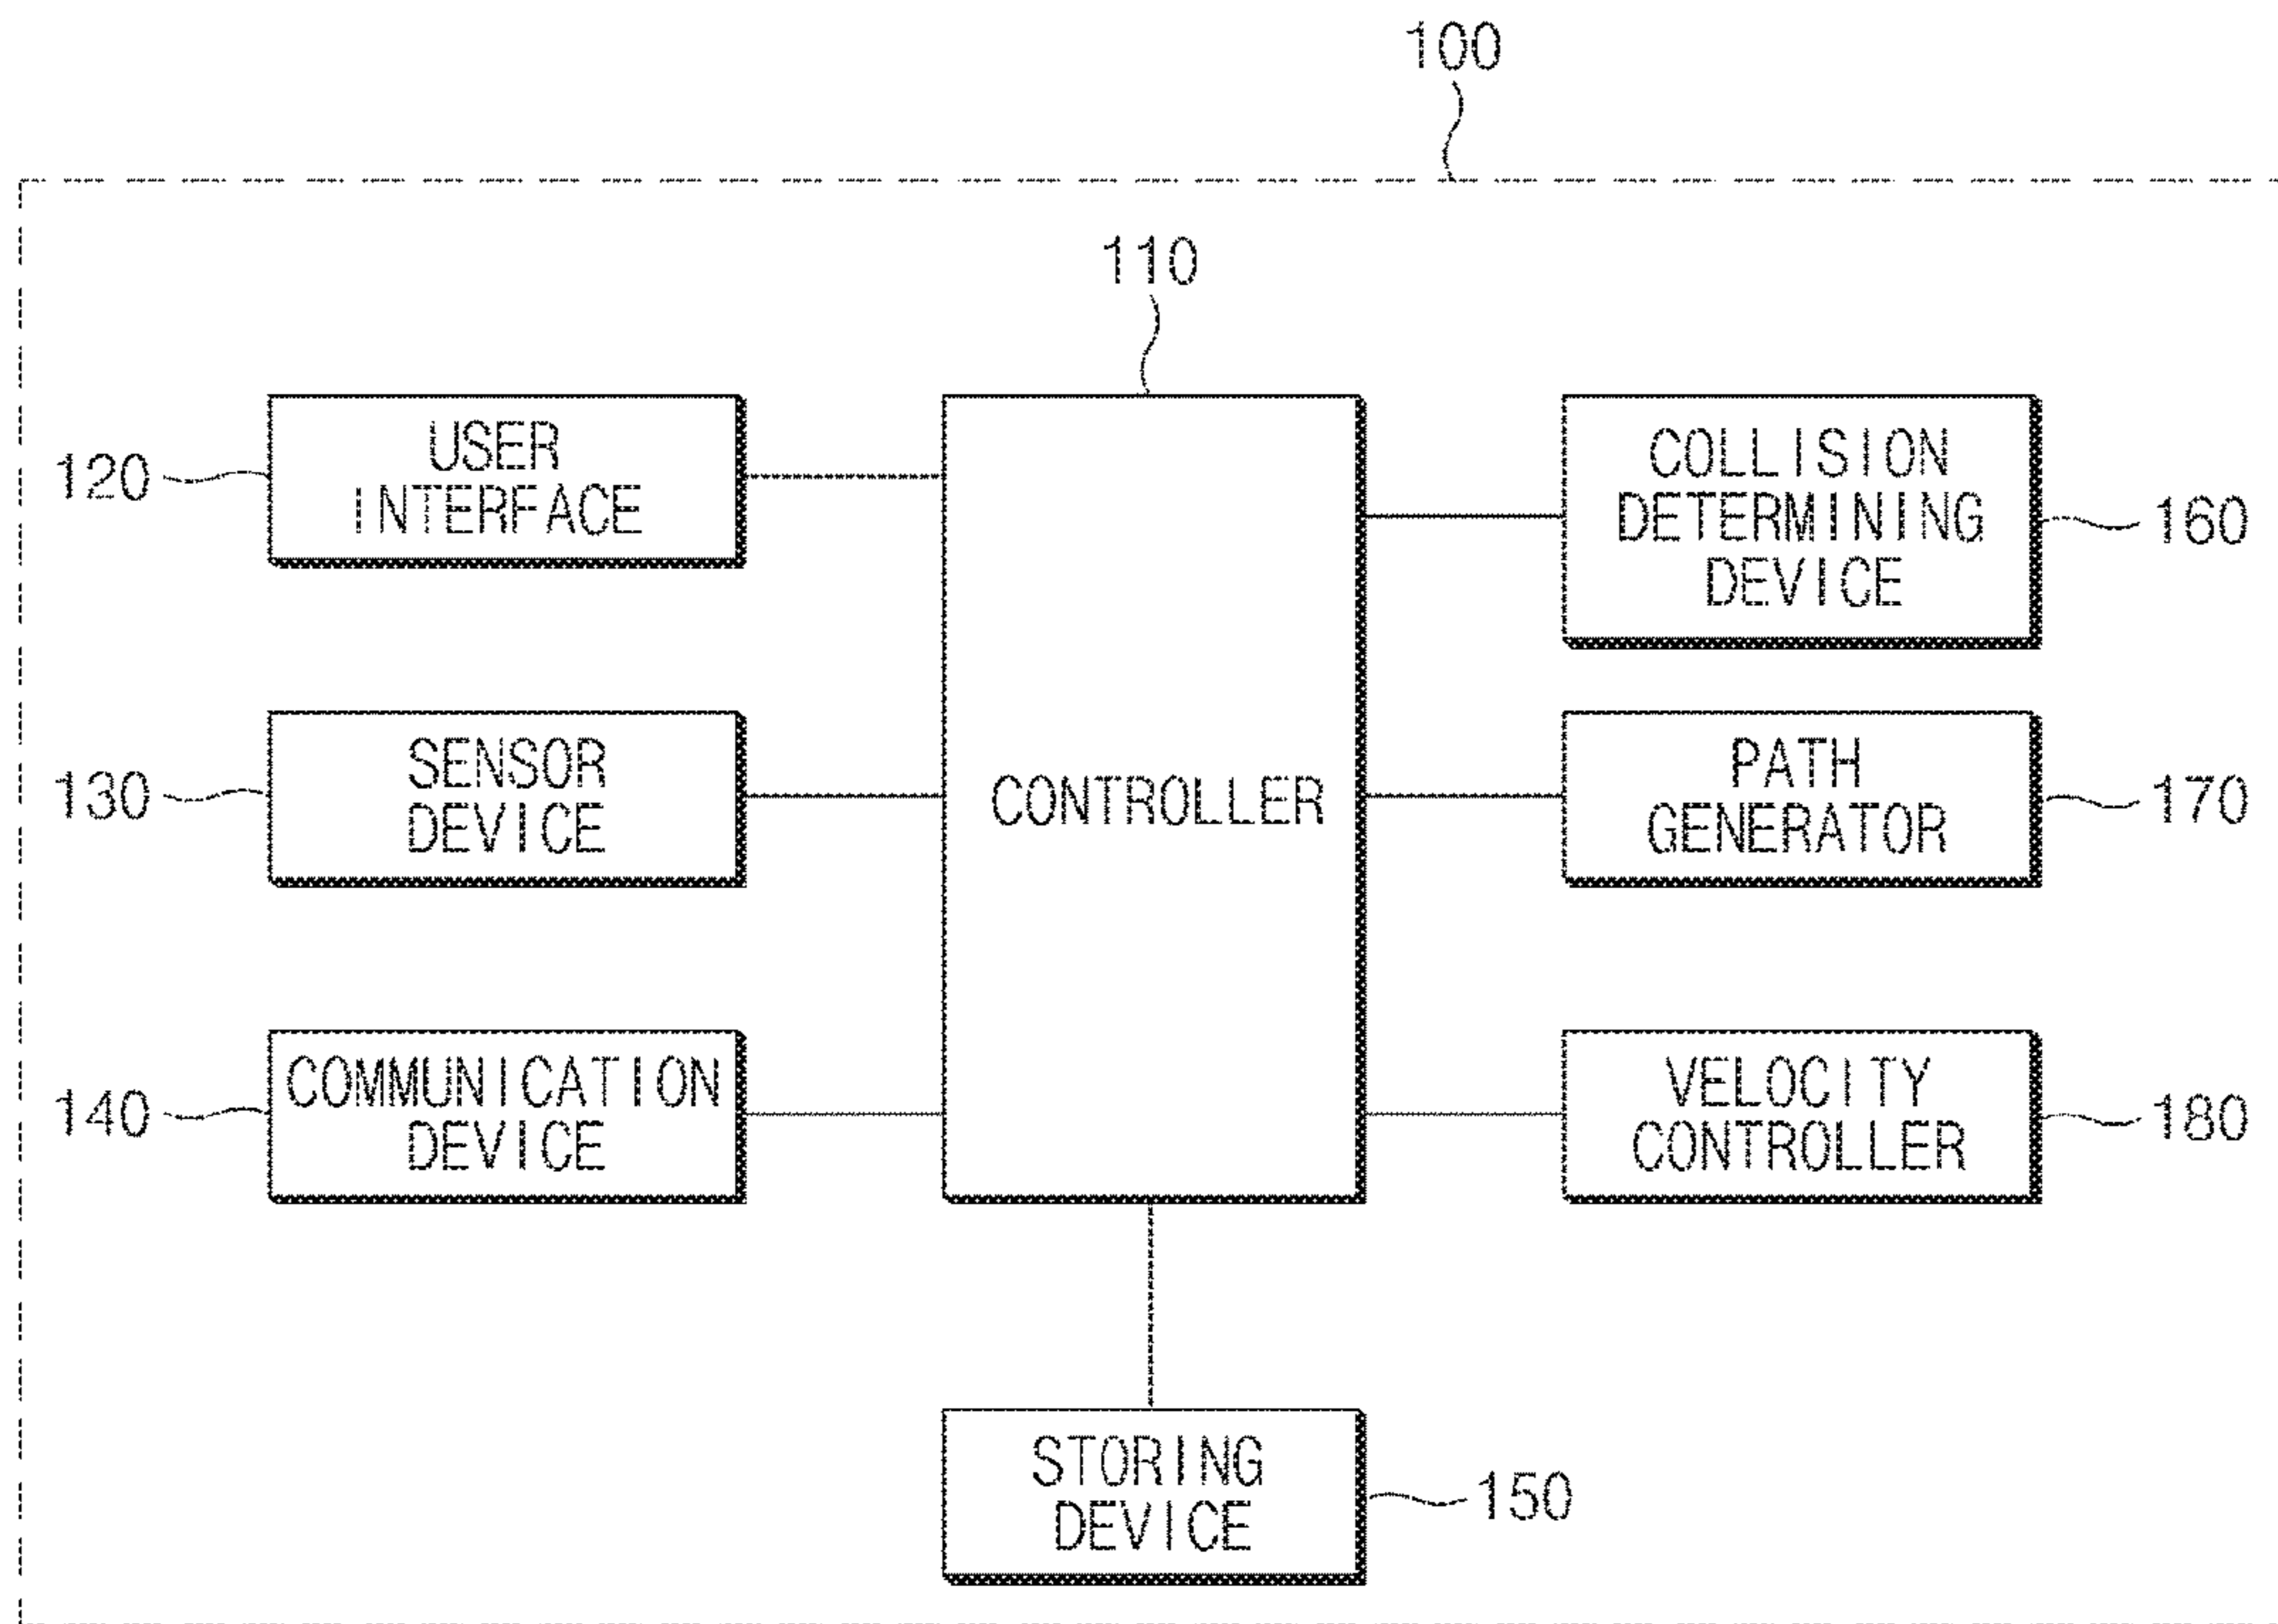 100
110
120
USER
INTERFACE
COLLISION
DETERMINING
DEVICE
160
130
SENSOR
DEVICE
CONTROLLER
PATH
GENERATOR
170
140
COMMUNICATION
DEVICE
VELOCITY
CONTROLLER
180
STORING
DEVICE
150